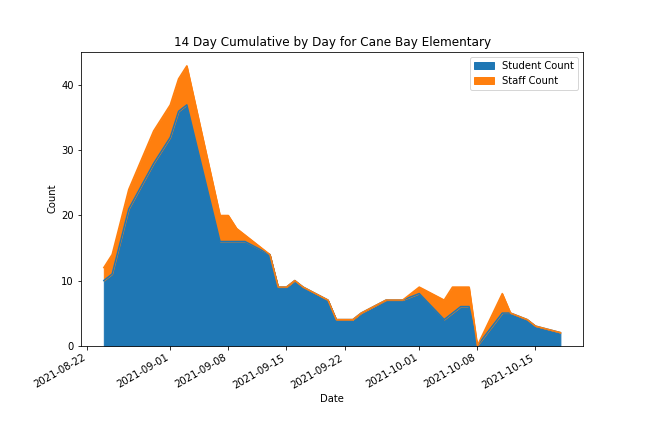 14 Day Cumulative by Day for Cane Bay Elementary
Student Count
Staff Count
40
30
20
10
0
Count
2021-08-22
2021-09-01
2021-09-08
2021-09-15
2021-09-22
2021-10-01
2021-10-08
2021-10-15
Date